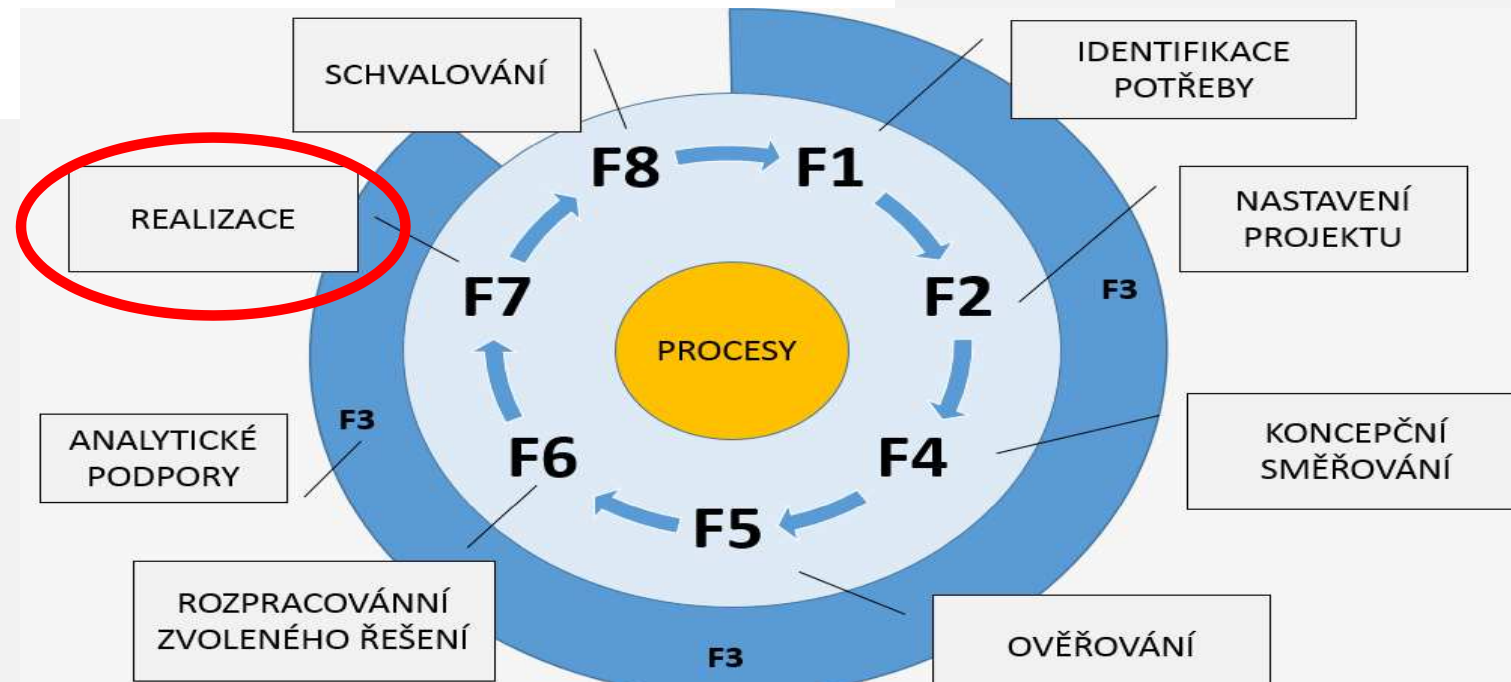 SCHVALOVÁNÍ
IDENTIFIKACE
POTŘEBY
F8
F1
REALIZACE
NASTAVENÍ
PROJEKTU
F7
F2
F3
PROCESY
F3
ANALYTICKÉ
PODPORY
F6
F4
KONCEPČNÍ
SMĚŘOVÁNÍ
F5
ROZPRACOVÁNNÍ
ZVOLENÉHO ŘEŠENÍ
F3
OVĚŘOVÁNÍ